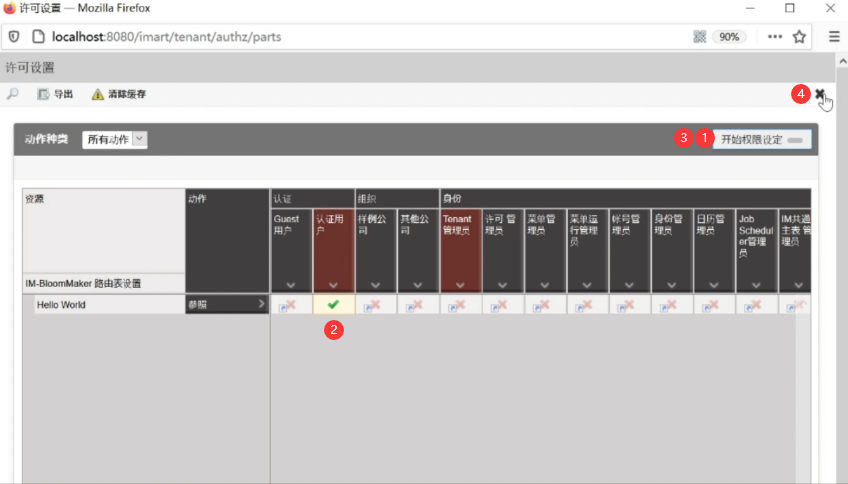 许可设置 — Mozilla Firefox
localhost:8080/imart/tenant/authz/parts
90%
许可设置
导出 清除缓存
4
动作种类 所有动作
3 1 开始权限设定
资源 动作 认证 组织 身份
Guest 用户 认证用户 样例公司 其他公司 Tenant 管理员 许可 管理员 菜单管理员 菜单运行管理员 帐号管理员 身份管理员 日历管理员 Job Scheduler管理员 IM共通主表 管理员
IM-BloomMaker 路由表设置
Hello World 参照
2